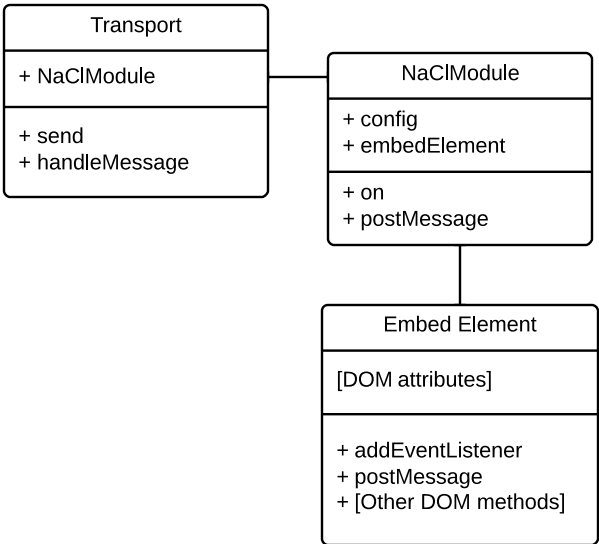 Transport
+ NaClModule
+ send
+ handleMessage
NaClModule
+ config
+ embedElement
+ on
+ postMessage
Embed Element
[DOM attributes]
+ addEventListener
+ postMessage
+ [Other DOM methods]